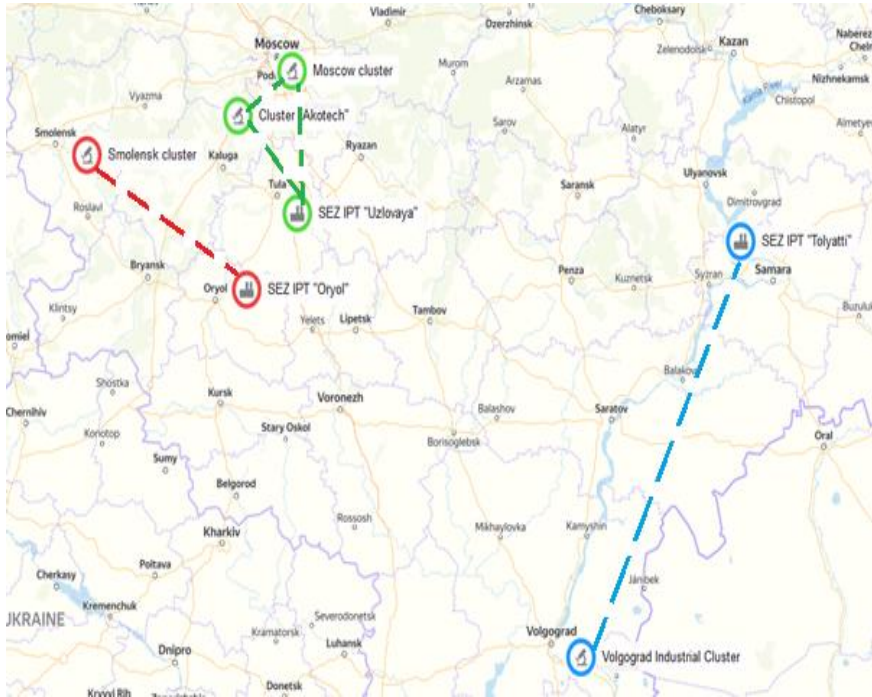 Vladimir
Dzerzhinsk
Cheboksary
Moscow
Kazan
Zelenodolsk
Moscow cluster
Murom
Arzamas
Nizhnekamsk
Chistopol
Vyazma
Cluster "Akotech"
Sarov
Alatyr
Almetyev
Smolensk
Smolensk cluster
Kaluga
Ryazan
Ulyanovsk
Tula
Saransk
Dimitrovgrad
Roslavl
SEZ IPT "Uzlovaya"
SEZ IPT "Tolyatti"
Bryansk
Penza
Kuznetsk
Syzran
Samara
Oryol
SEZ IPT "Oryol"
Klintsy
Yelets
Lipetsk
Tambov
Buzuluk
Balakovo
Shostka
Kursk
Voronezh
Balashov
Saratov
Chernihiv
Konotop
Stary Oskol
Borisoglebsk
Oral
Sumy
Belgorod
Rossosh
Mikhaylovka
Kamyshin
Kharkiv
Poltava
Cherkasy
Jánibek
Kremenchuk
UKRAINE
Severodonetsk
Kramatorsk
Luhansk
Volgograd
Dnipro
Volgograd Industrial Cluster
Donetsk
Kryvyi Rih